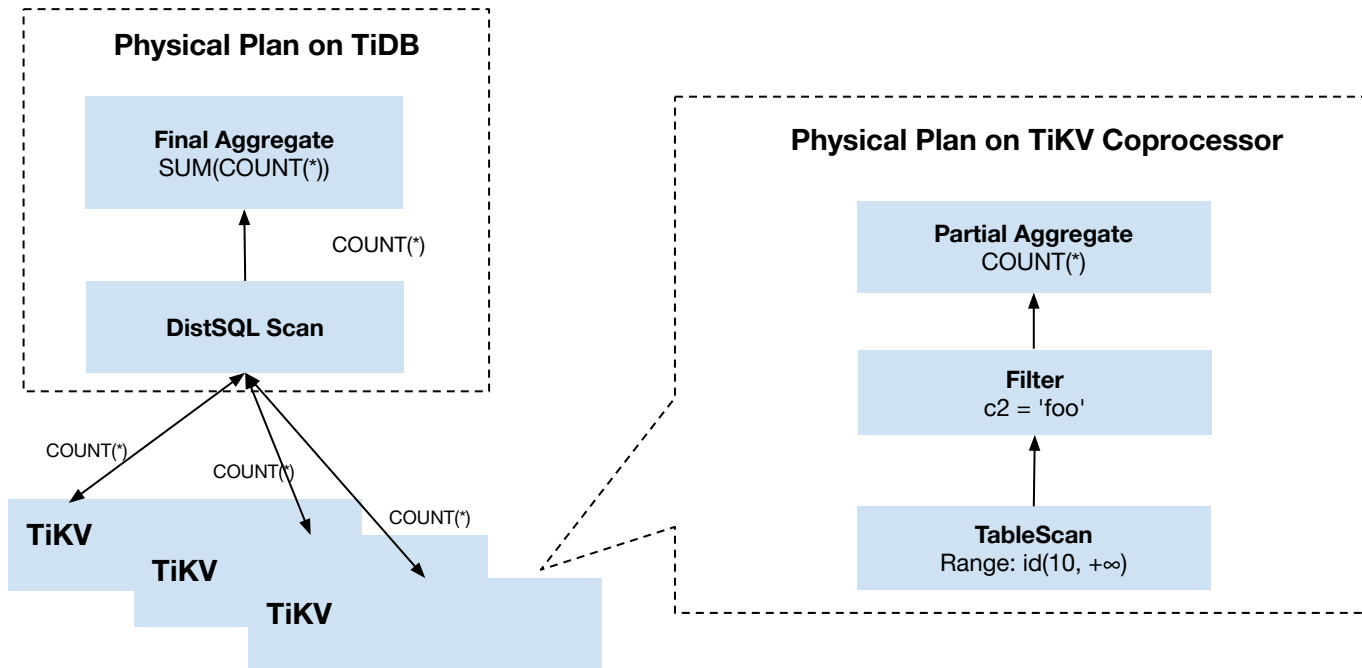 Physical Plan on TiDB
Final Aggregate
SUM(COUNT(*))
COUNT(*)
DistSQL Scan
COUNT(*)
COUNT(*)
COUNT(*)
TiKV
TiKV
TiKV
Physical Plan on TiKV Coprocessor
Partial Aggregate
COUNT(*)
Filter
c2 = 'foo'
TableScan
Range: id(10, +∞)